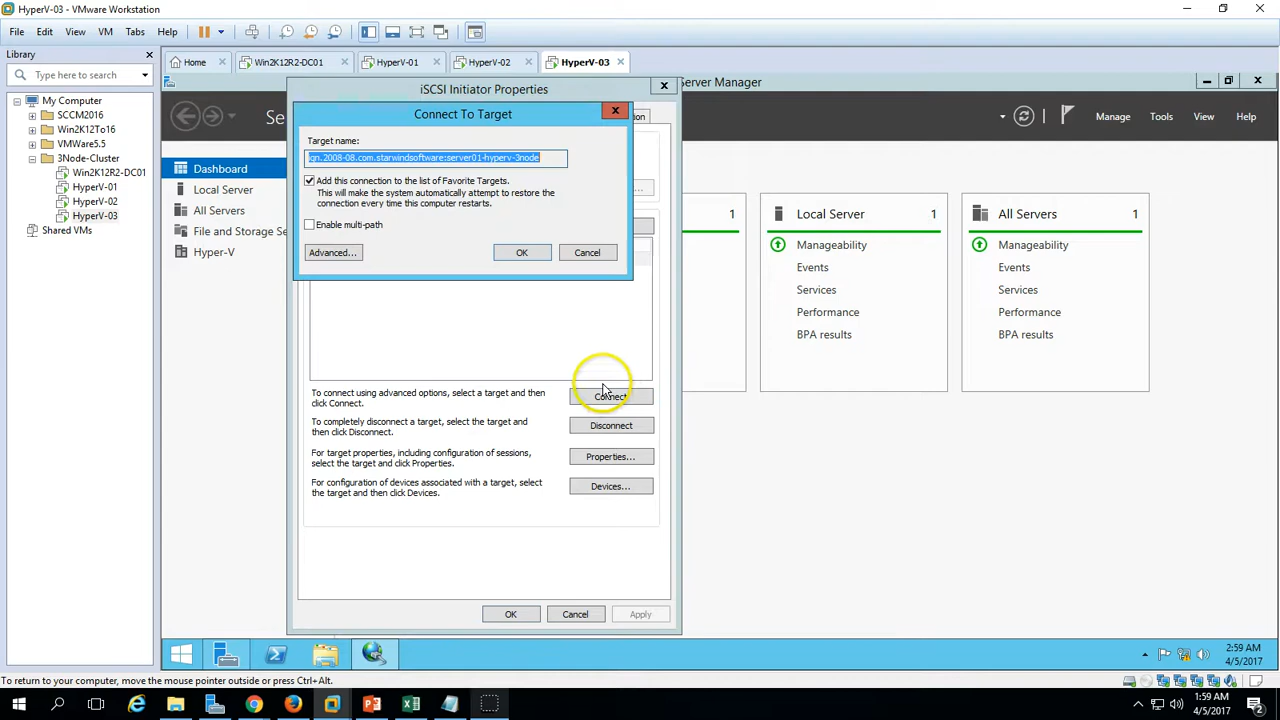 HyperV-03 - VMware Workstation
File Edit View VM Tabs Help
Library
Type here to search
My Computer
SCCM2016
Win2K12To16
VMWare5.5
3Node-Cluster
Win2K12R2-DC01
HyperV-01
HyperV-02
HyperV-03
Shared VMs
Home
Win2K12R2-DC01
HyperV-01
HyperV-02
HyperV-03
Server Manager
Se
Manage Tools View Help
Dashboard
Local Server
All Servers
File and Storage Se
Hyper-V
iSCSI Initiator Properties
Connect To Target
Target name:
iqn.2008-08.com.starwindsoftware:server01-hyperv-3node
Add this connection to the list of Favorite Targets.
This will make the system automatically attempt to restore the
connection every time this computer restarts.
Enable multi-path
Advanced...
OK
Cancel
To connect using advanced options, select a target and then
click Connect.
Connect
To completely disconnect a target, select the target and
then click Disconnect.
Disconnect
For target properties, including configuration of sessions,
select the target and click Properties.
Properties...
For configuration of devices associated with a target, select
the target and then click Devices.
Devices...
OK
Cancel
Apply
1
Local Server 1
Manageability
Events
Services
Performance
BPA results
All Servers 1
Manageability
Events
Services
Performance
BPA results
2:59 AM
4/5/2017
To return to your computer, move the mouse pointer outside or press Ctrl+Alt.
1:59 AM
4/5/2017
2